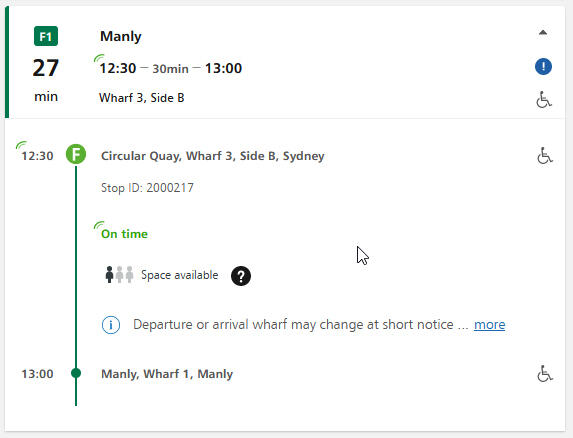 F1
Manly
27
min
12:30 – 30min – 13:00
Wharf 3, Side B
12:30
F
Circular Quay, Wharf 3, Side B, Sydney
Stop ID: 2000217
On time
Space available ?
i Departure or arrival wharf may change at short notice ... more
13:00
Manly, Wharf 1, Manly